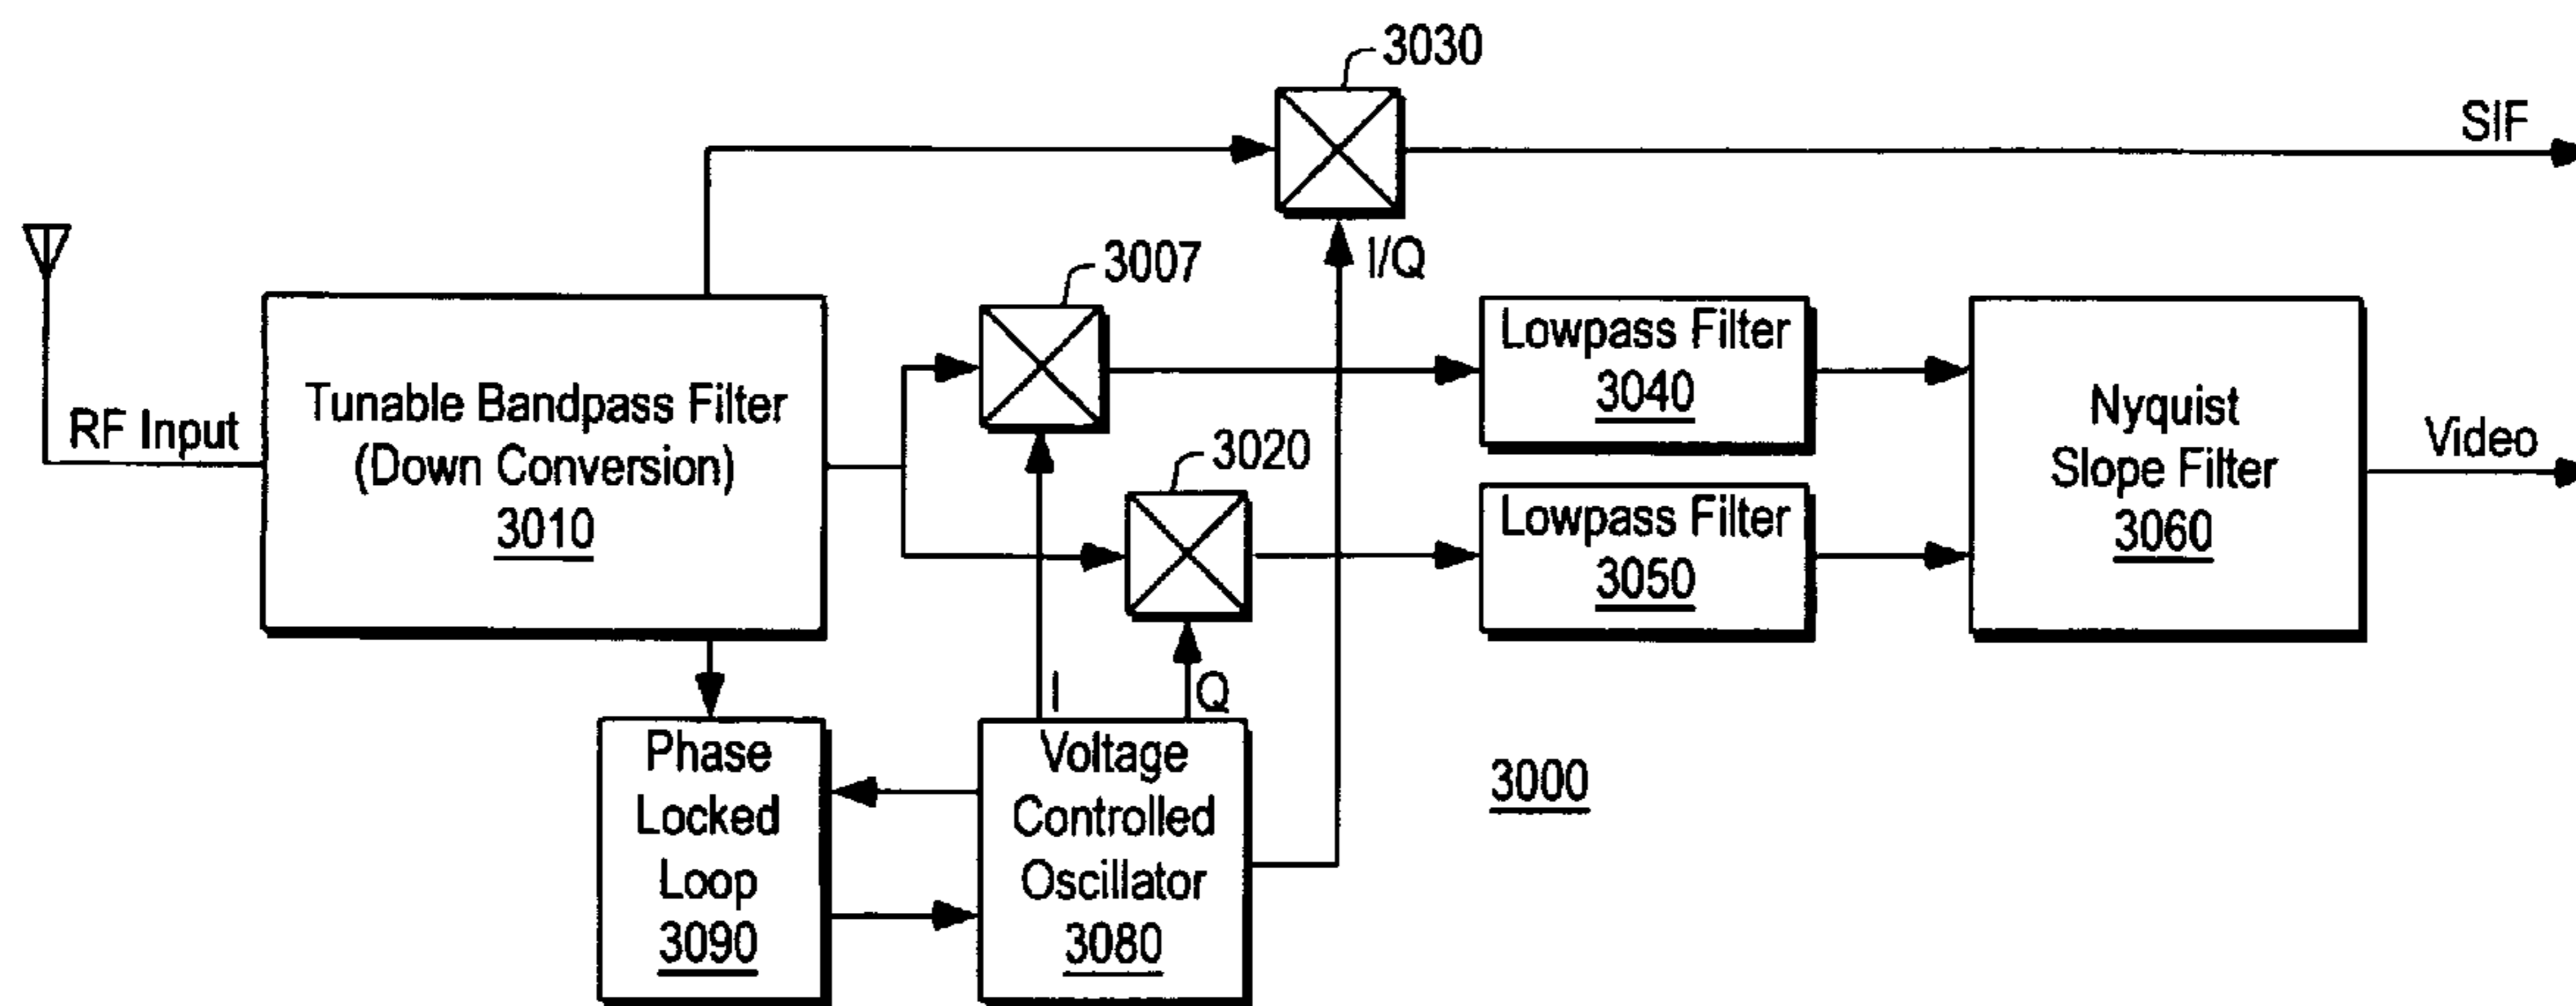 3030
SIF
3007
I/Q
RF Input
Tunable Bandpass Filter
(Down Conversion)
3010
3020
Lowpass Filter
3040
Lowpass Filter
3050
Nyquist
Slope Filter
3060
Video
I
Q
Phase
Locked
Loop
3090
Voltage
Controlled
Oscillator
3080
3000